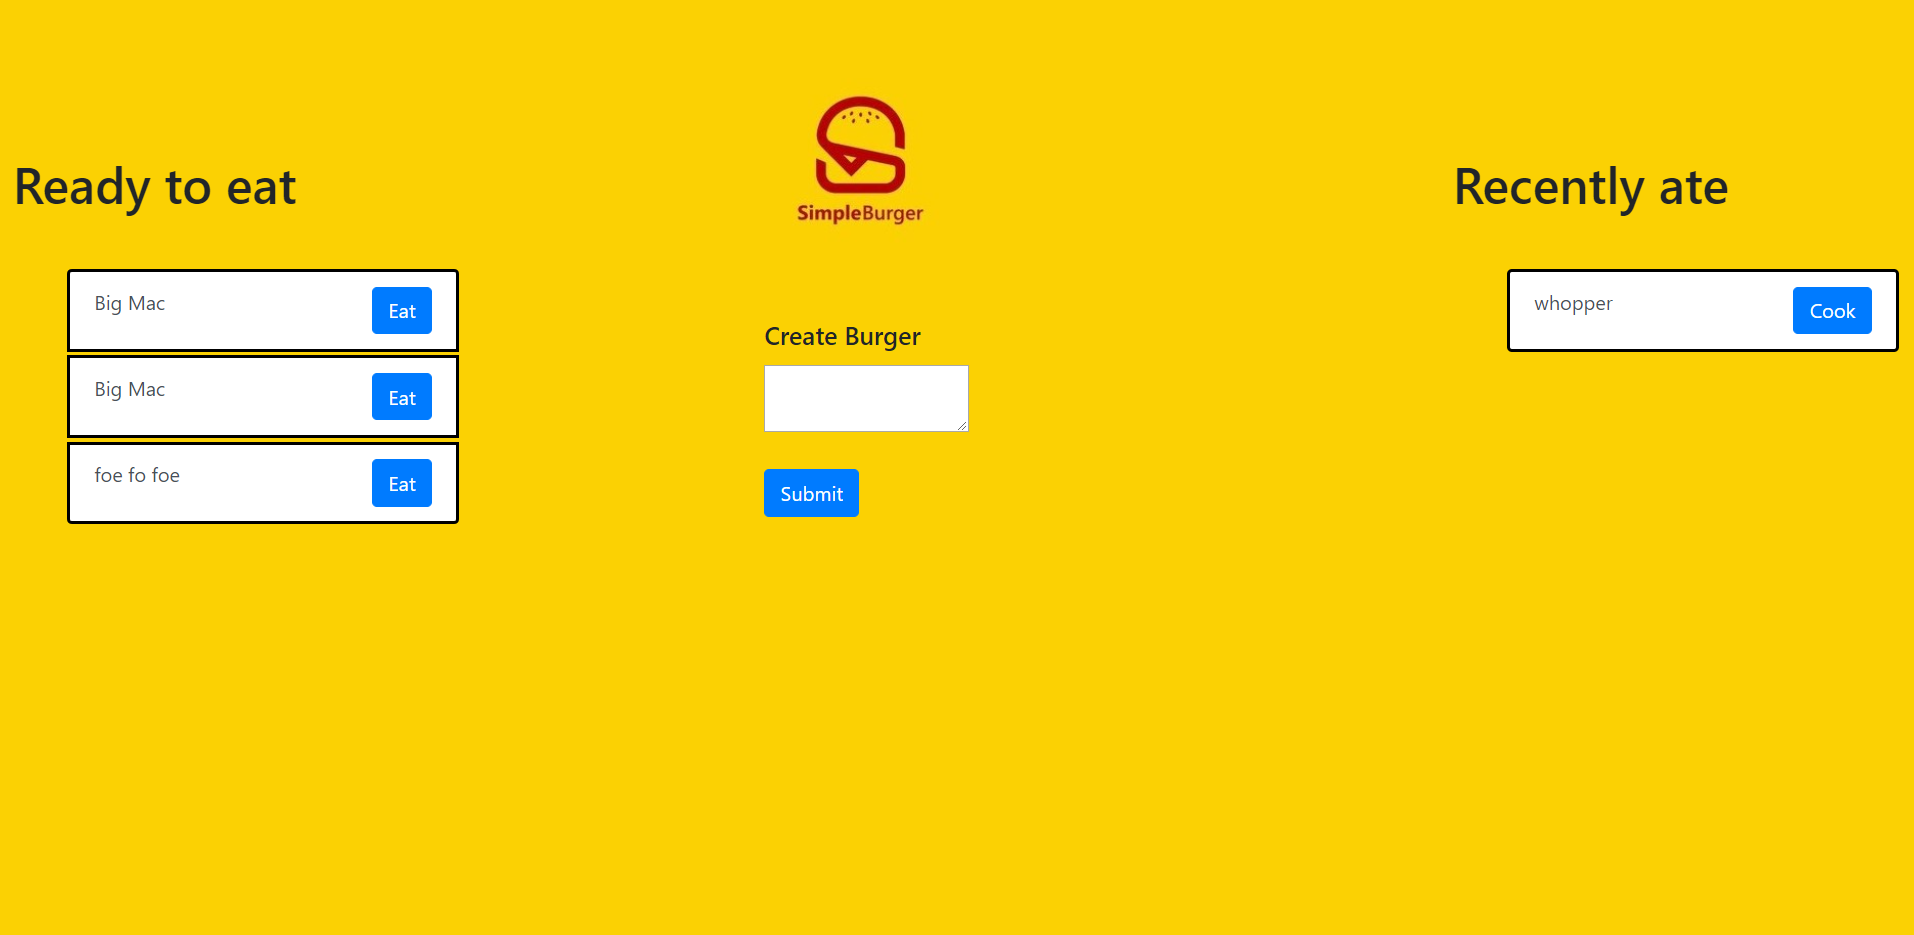 Ready to eat
Big Mac
Eat
Big Mac
Eat
foe fo foe
Eat
SimpleBurger
Create Burger
Submit
Recently ate
whopper
Cook